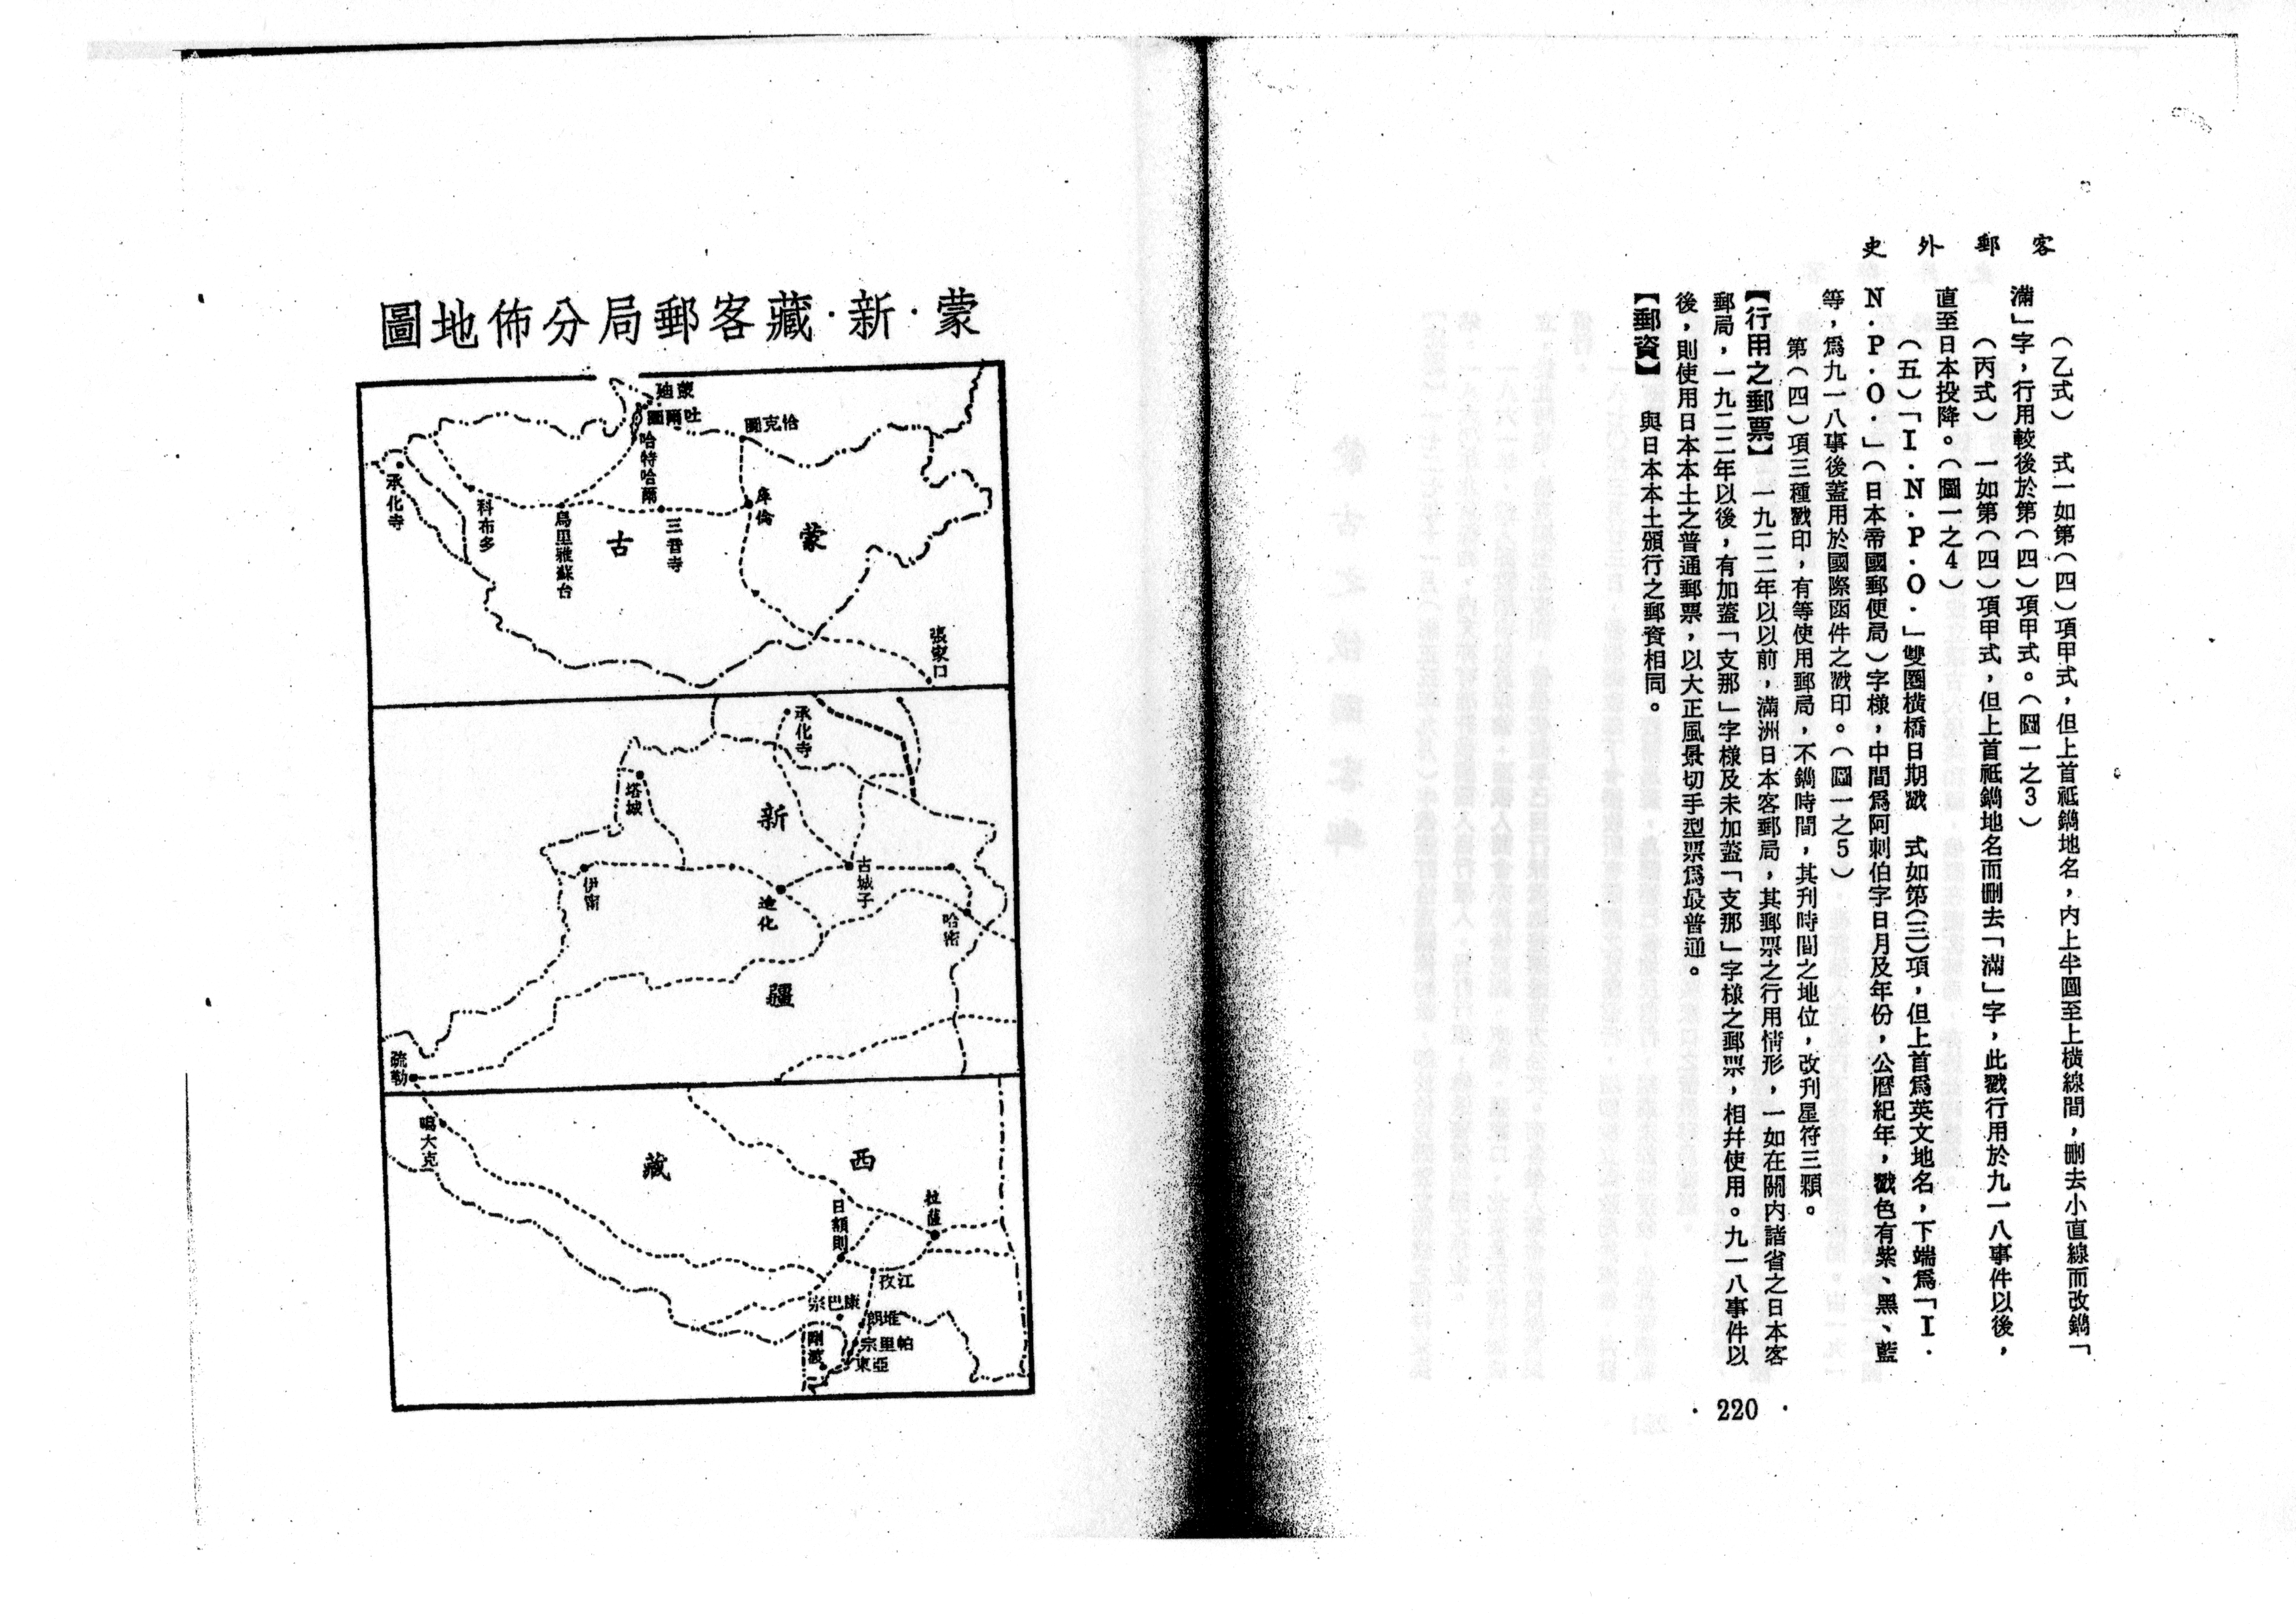 客郵外史
（乙式）　式一如第（四）項甲式，但上首祗鐫地名，內上半圓至上橫線間，刪去小直線而改鐫「
滿」字，行用較後於第（四）項甲式。（圖一之3）
（丙式）　一如第（四）項甲式，但上首祗鐫地名而刪去「滿」字，此戳行用於九一八事件以後，
直至日本投降。（圖一之4）
（五）「I．N．P．O．」雙圈橫橋日期戳　式如第（三）項，但上首為英文地名，下端為「I．
N．P．O．」（日本帝國郵便局）字樣，中間為阿剌伯字日月及年份，公曆紀年，戳色有紫、黑、藍
等，為九一八事後蓋用於國際函件之戳印。（圖一之5）
第（四）項三種戳印，有等使用郵局，不鐫時間，其刋時間之地位，改刋星符三顆。
【行用之郵票】　一九二二年以以前，滿洲日本客郵局，其郵票之行用情形，一如在關內諸省之日本客
郵局，一九二二年以後，有加蓋「支那」字樣及未加蓋「支那」字樣之郵票，相幷使用。九一八事件以
後，則使用日本本土之普通郵票，以大正風景切手型票為最普通。
【郵資】　與日本本土頒行之郵資相同。
· 220 ·
蒙·新·藏客郵局分佈地圖
蒙廸
吐爾圖
恰克圖
哈特哈爾
承化寺
科布多
烏里雅蘇台
三音寺
庫倫
蒙
古
張家口
承化寺
塔城
新
伊甯
迪化
古城子
哈密
疆
疏勒
噶大克
西
藏
拉薩
日額則
江孜
康巴宗
堆朗
帕里宗
亞東
剛渡